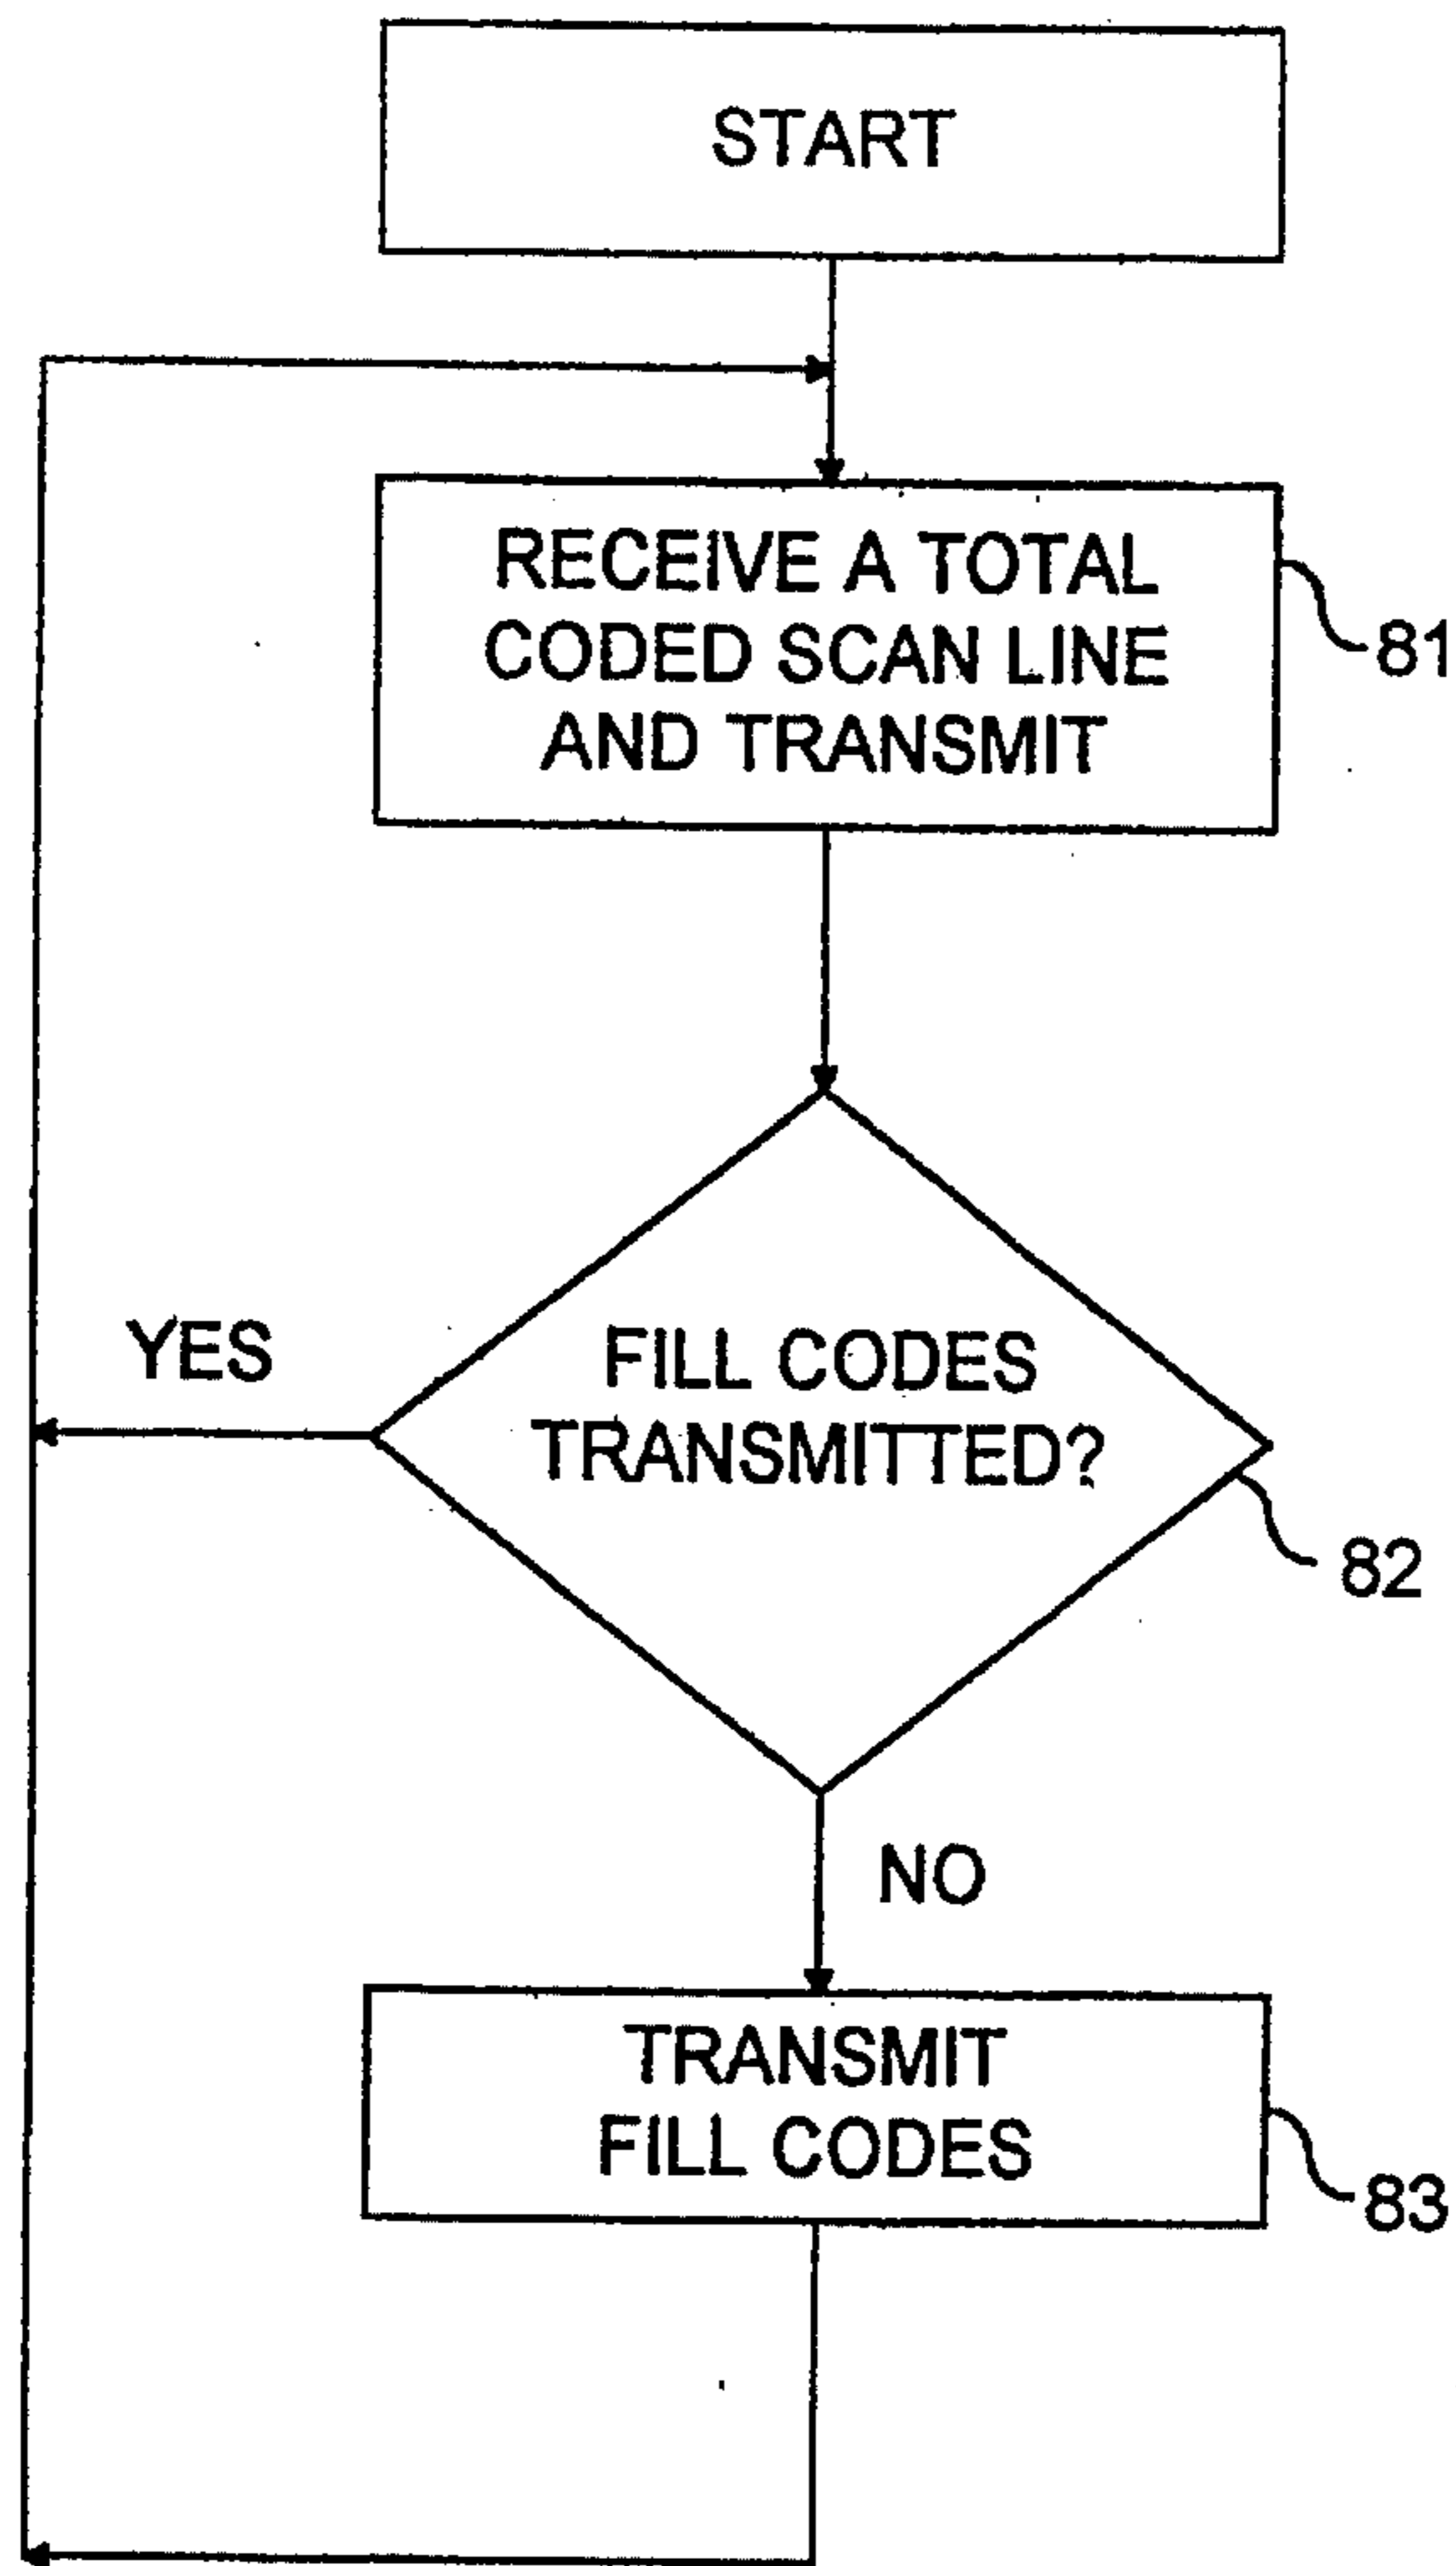 START
RECEIVE A TOTAL
CODED SCAN LINE
AND TRANSMIT
81
YES
FILL CODES
TRANSMITTED?
82
NO
TRANSMIT
FILL CODES
83